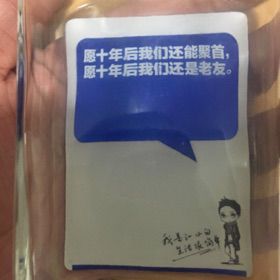 愿十年后我们还能聚首，
愿十年后我们还是老友。
我是江小白
生活很简单